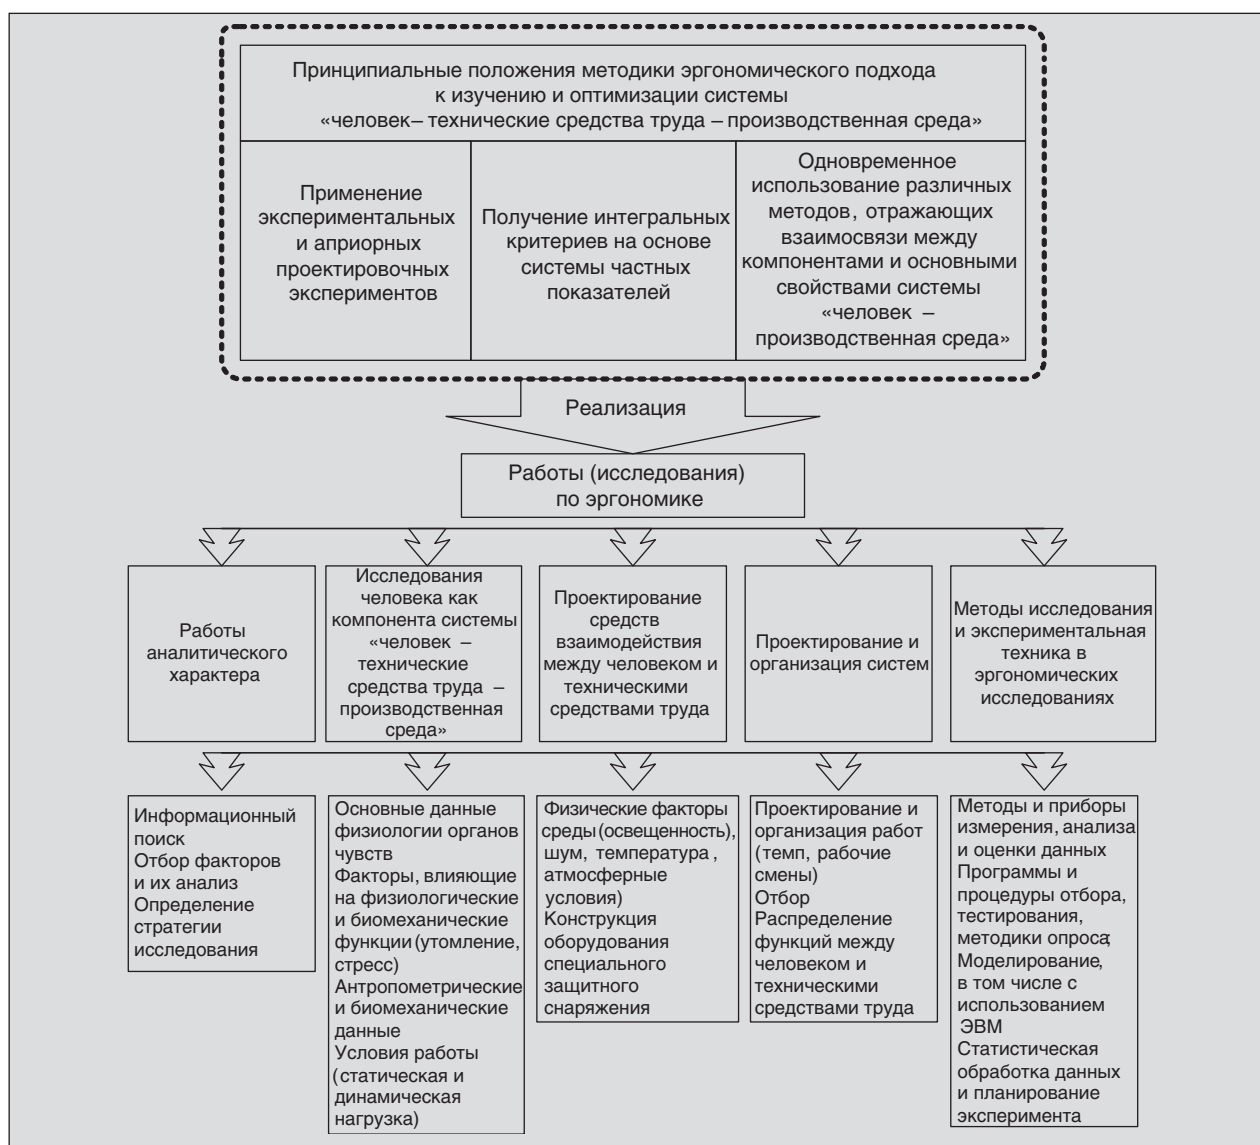 Принципиальные положения методики эргономического подхода
к изучению и оптимизации системы
«человек– технические средства труда – производственная среда»
Применение
экспериментальных
и априорных
проектировочных
экспериментов
Получение интегральных
критериев на основе
системы частных
показателей
Одновременное
использование различных
методов, отражающих
взаимосвязи между
компонентами и основными
свойствами системы
«человек –
производственная среда»
Реализация
Работы (исследования)
по эргономике
Работы
аналитического
характера
Исследования
человека как
компонента системы
«человек –
технические
средства труда –
производственная
среда»
Проектирование
средств
взаимодействия
между человеком и
техническими
средствами труда
Проектирование и
организация систем
Методы исследования
и экспериментальная
техника в
эргономических
исследованиях
Информационный
поиск
Отбор факторов
и их анализ
Определение
стратегии
исследования
Основные данные
физиологии органов
чувств
Факторы, влияющие
на физиологические
и биомеханические
функции (утомление,
стресс)
Антропометрические
и биомеханические
данные
Условия работы
(статическая и
динамическая
нагрузка)
Физические факторы
среды (освещенность),
шум, температура ,
атмосферные
условия)
Конструкция
оборудования
специального
защитного
снаряжения
Проектирование и
организация работ
(темп, рабочие
смены)
Отбор
Распределение
функций между
человеком и
техническими
средствами труда
Методы и приборы
измерения, анализа
и оценки данных
Программы и
процедуры отбора,
тестирования,
методики опроса;
Моделирование,
в том числе с
использованием
ЭВМ
Статистическая
обработка данных
и планирование
эксперимента